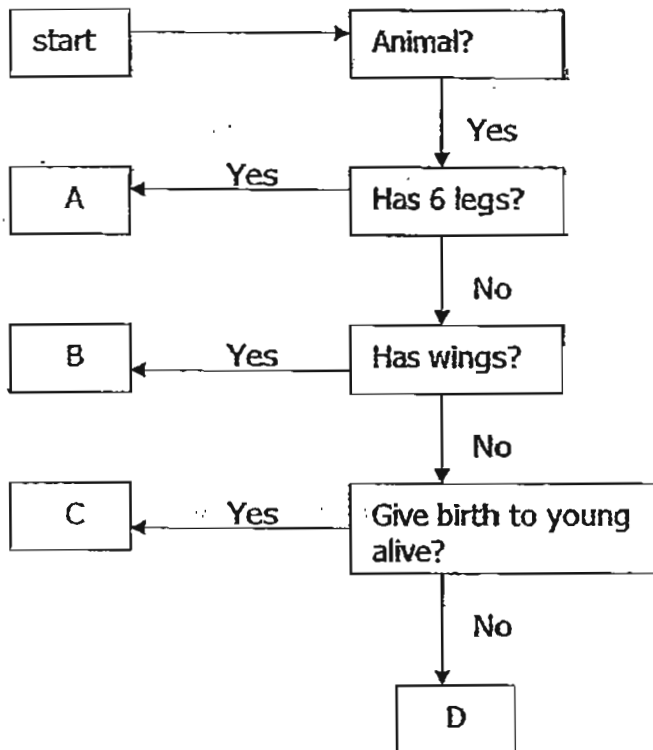 start
Animal?
Yes
A
Yes
Has 6 legs?
No
B
Yes
Has wings?
No
C
Yes
Give birth to young
alive?
No
D